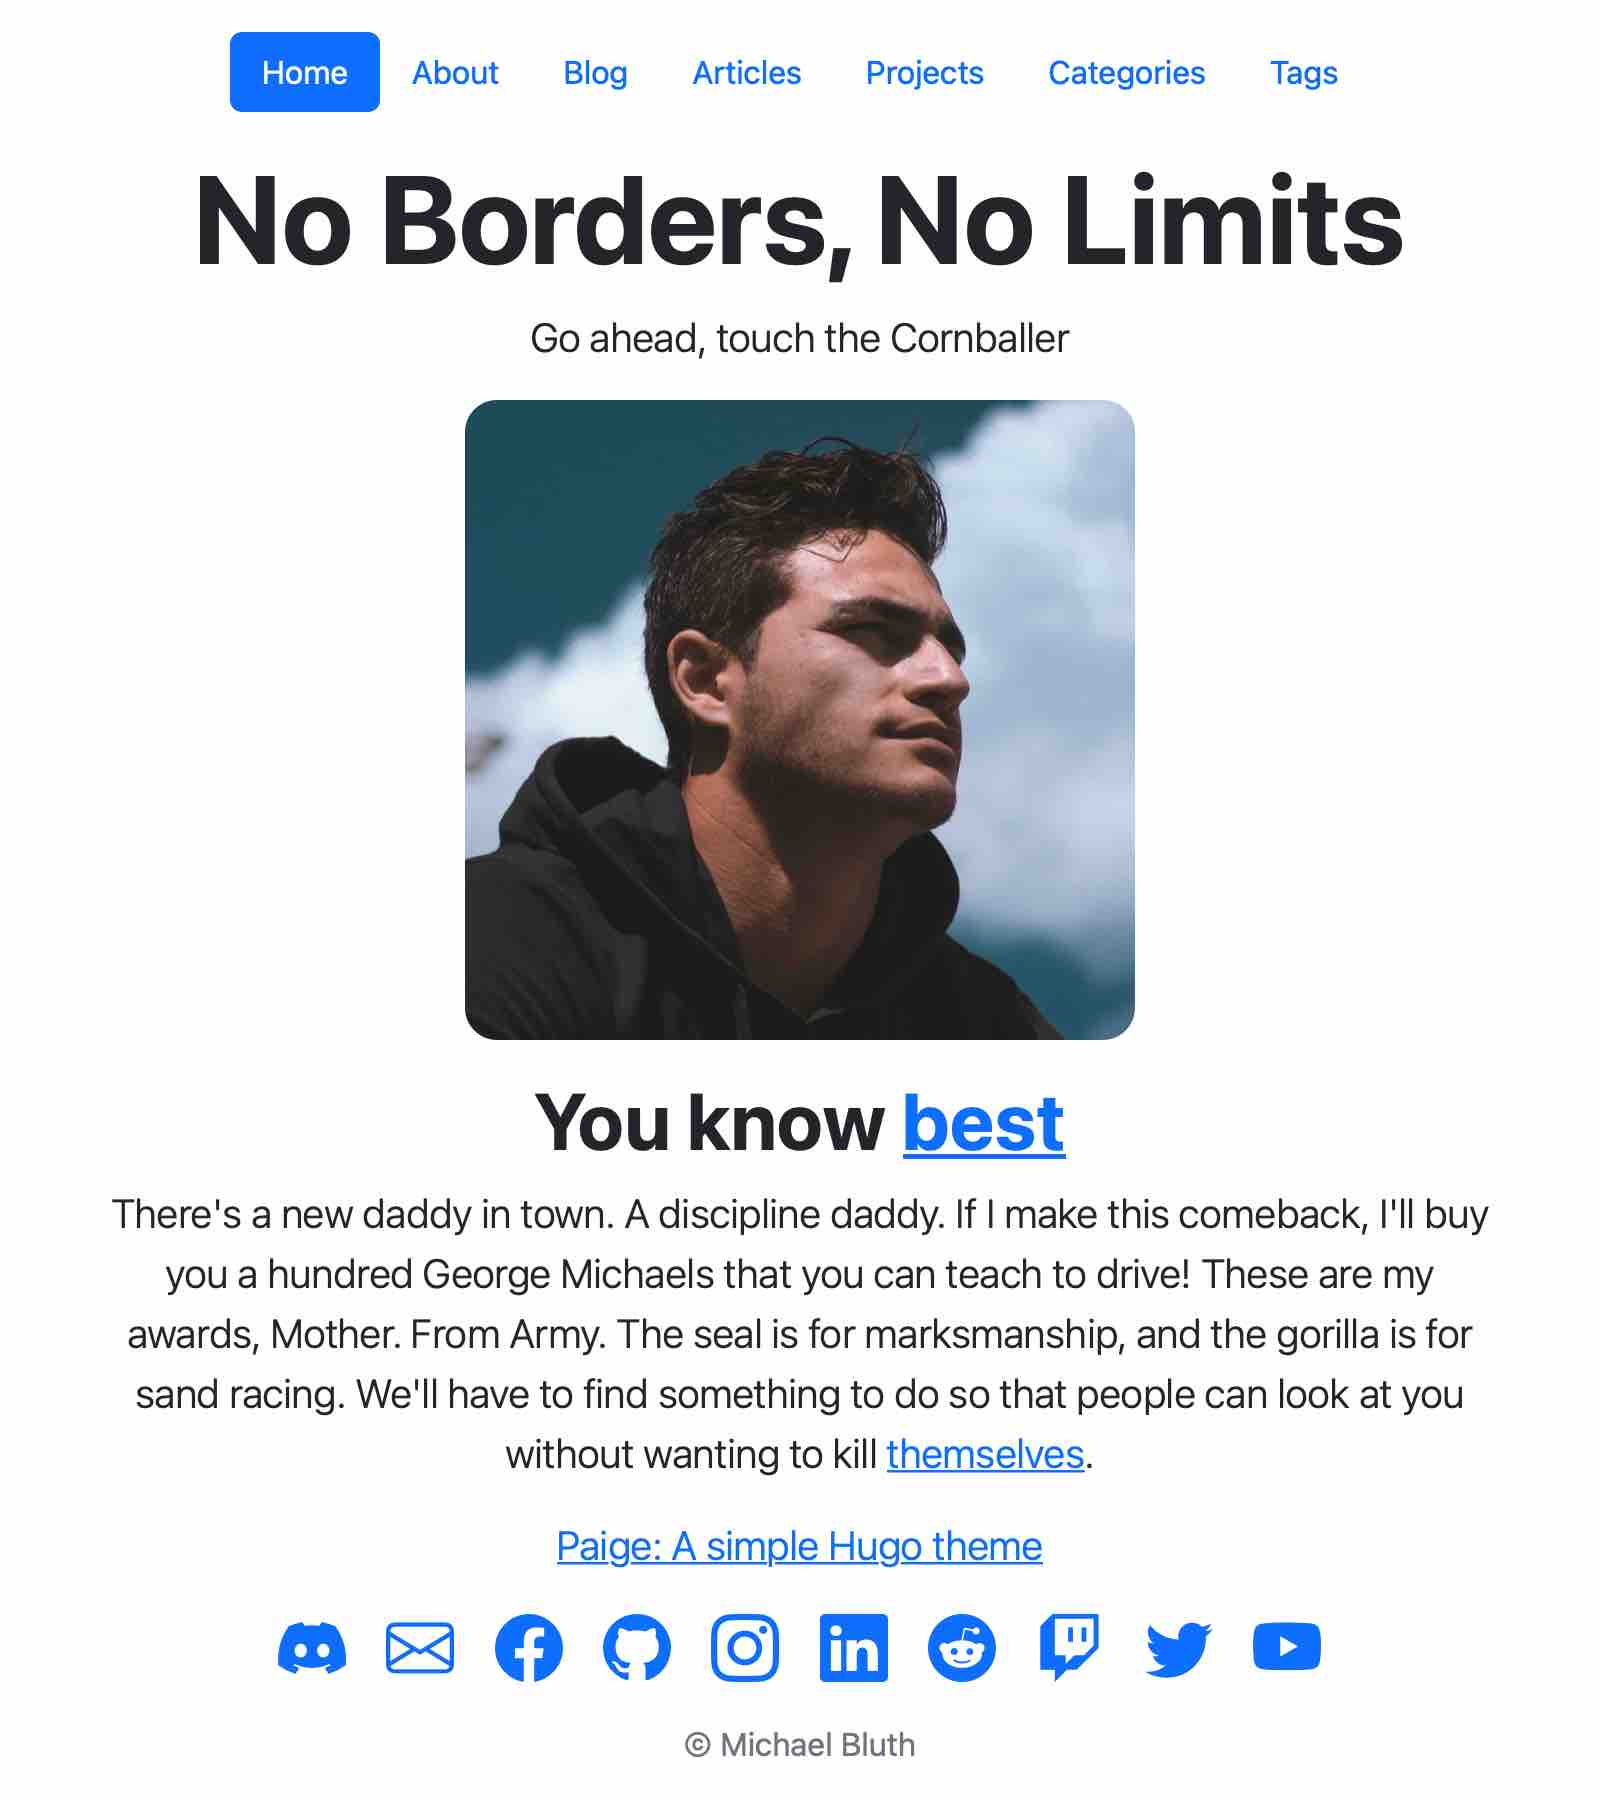 Home About Blog Articles Projects Categories Tags
No Borders, No Limits
Go ahead, touch the Cornballer
You know best
There's a new daddy in town. A discipline daddy. If I make this comeback, I'll buy
you a hundred George Michaels that you can teach to drive! These are my
awards, Mother. From Army. The seal is for marksmanship, and the gorilla is for
sand racing. We'll have to find something to do so that people can look at you
without wanting to kill themselves.
Paige: A simple Hugo theme
© Michael Bluth